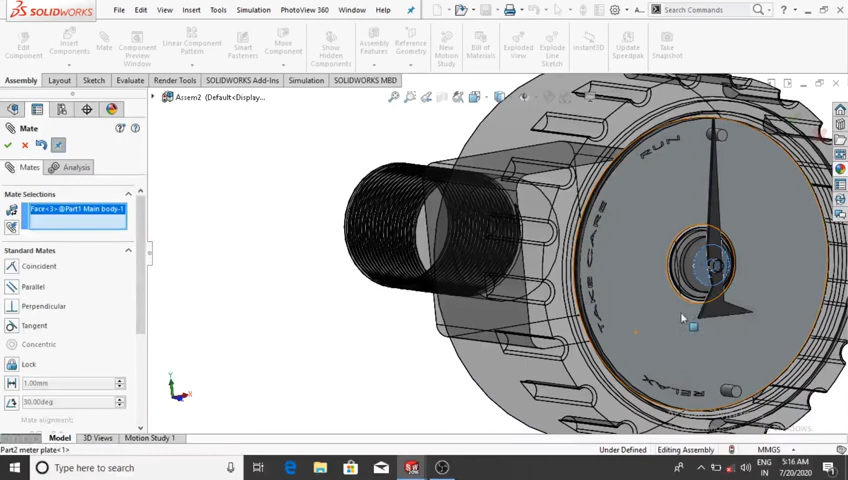 SOLIDWORKS File Edit View Insert Tools Simulation PhotoView 360 Window Search Commands
Edit Component
Insert Components
Mate
Component Preview Window
Linear Component Pattern
Smart Fasteners
Move Component
Show Hidden Components
Assembly Features
Reference Geometry
New Motion Study
Bill of Materials
Exploded View
Explode Line Sketch
Instant3D
Update Speedpak
Take Snapshot
Assembly Layout Sketch Evaluate Render Tools SOLIDWORKS Add-Ins Simulation SOLIDWORKS MBD
Assem2 (Default<Display...
Mate
Mates Analysis
Mate Selections
Face<3>@Part1 Main body-1
Standard Mates
Coincident
Parallel
Perpendicular
Tangent
Concentric
Lock
1.00mm
30.00deg
Mate alignment:
RUN
TAKE CARE
RELAX
Y
X
Model 3D Views Motion Study 1
Part2 meter plate<1> Under Defined Editing Assembly MMGS
Type here to search
ENG
IN
5:16 AM
7/20/2020